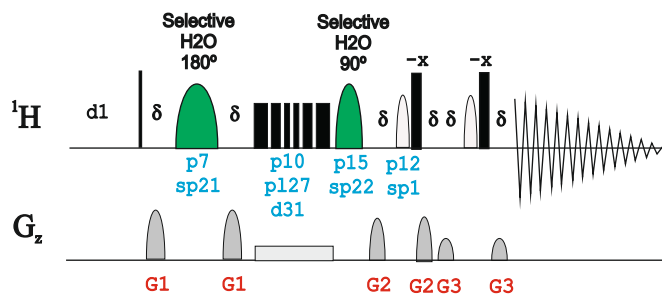 Selective
H2O
180º
Selective
H2O
90º
-x
-x
¹H
d1
δ
δ
δ
δ δ
δ
p7
sp21
p10
pl27
d31
p15
sp22
p12
sp1
Gz
G1
G1
G2
G2
G3
G3